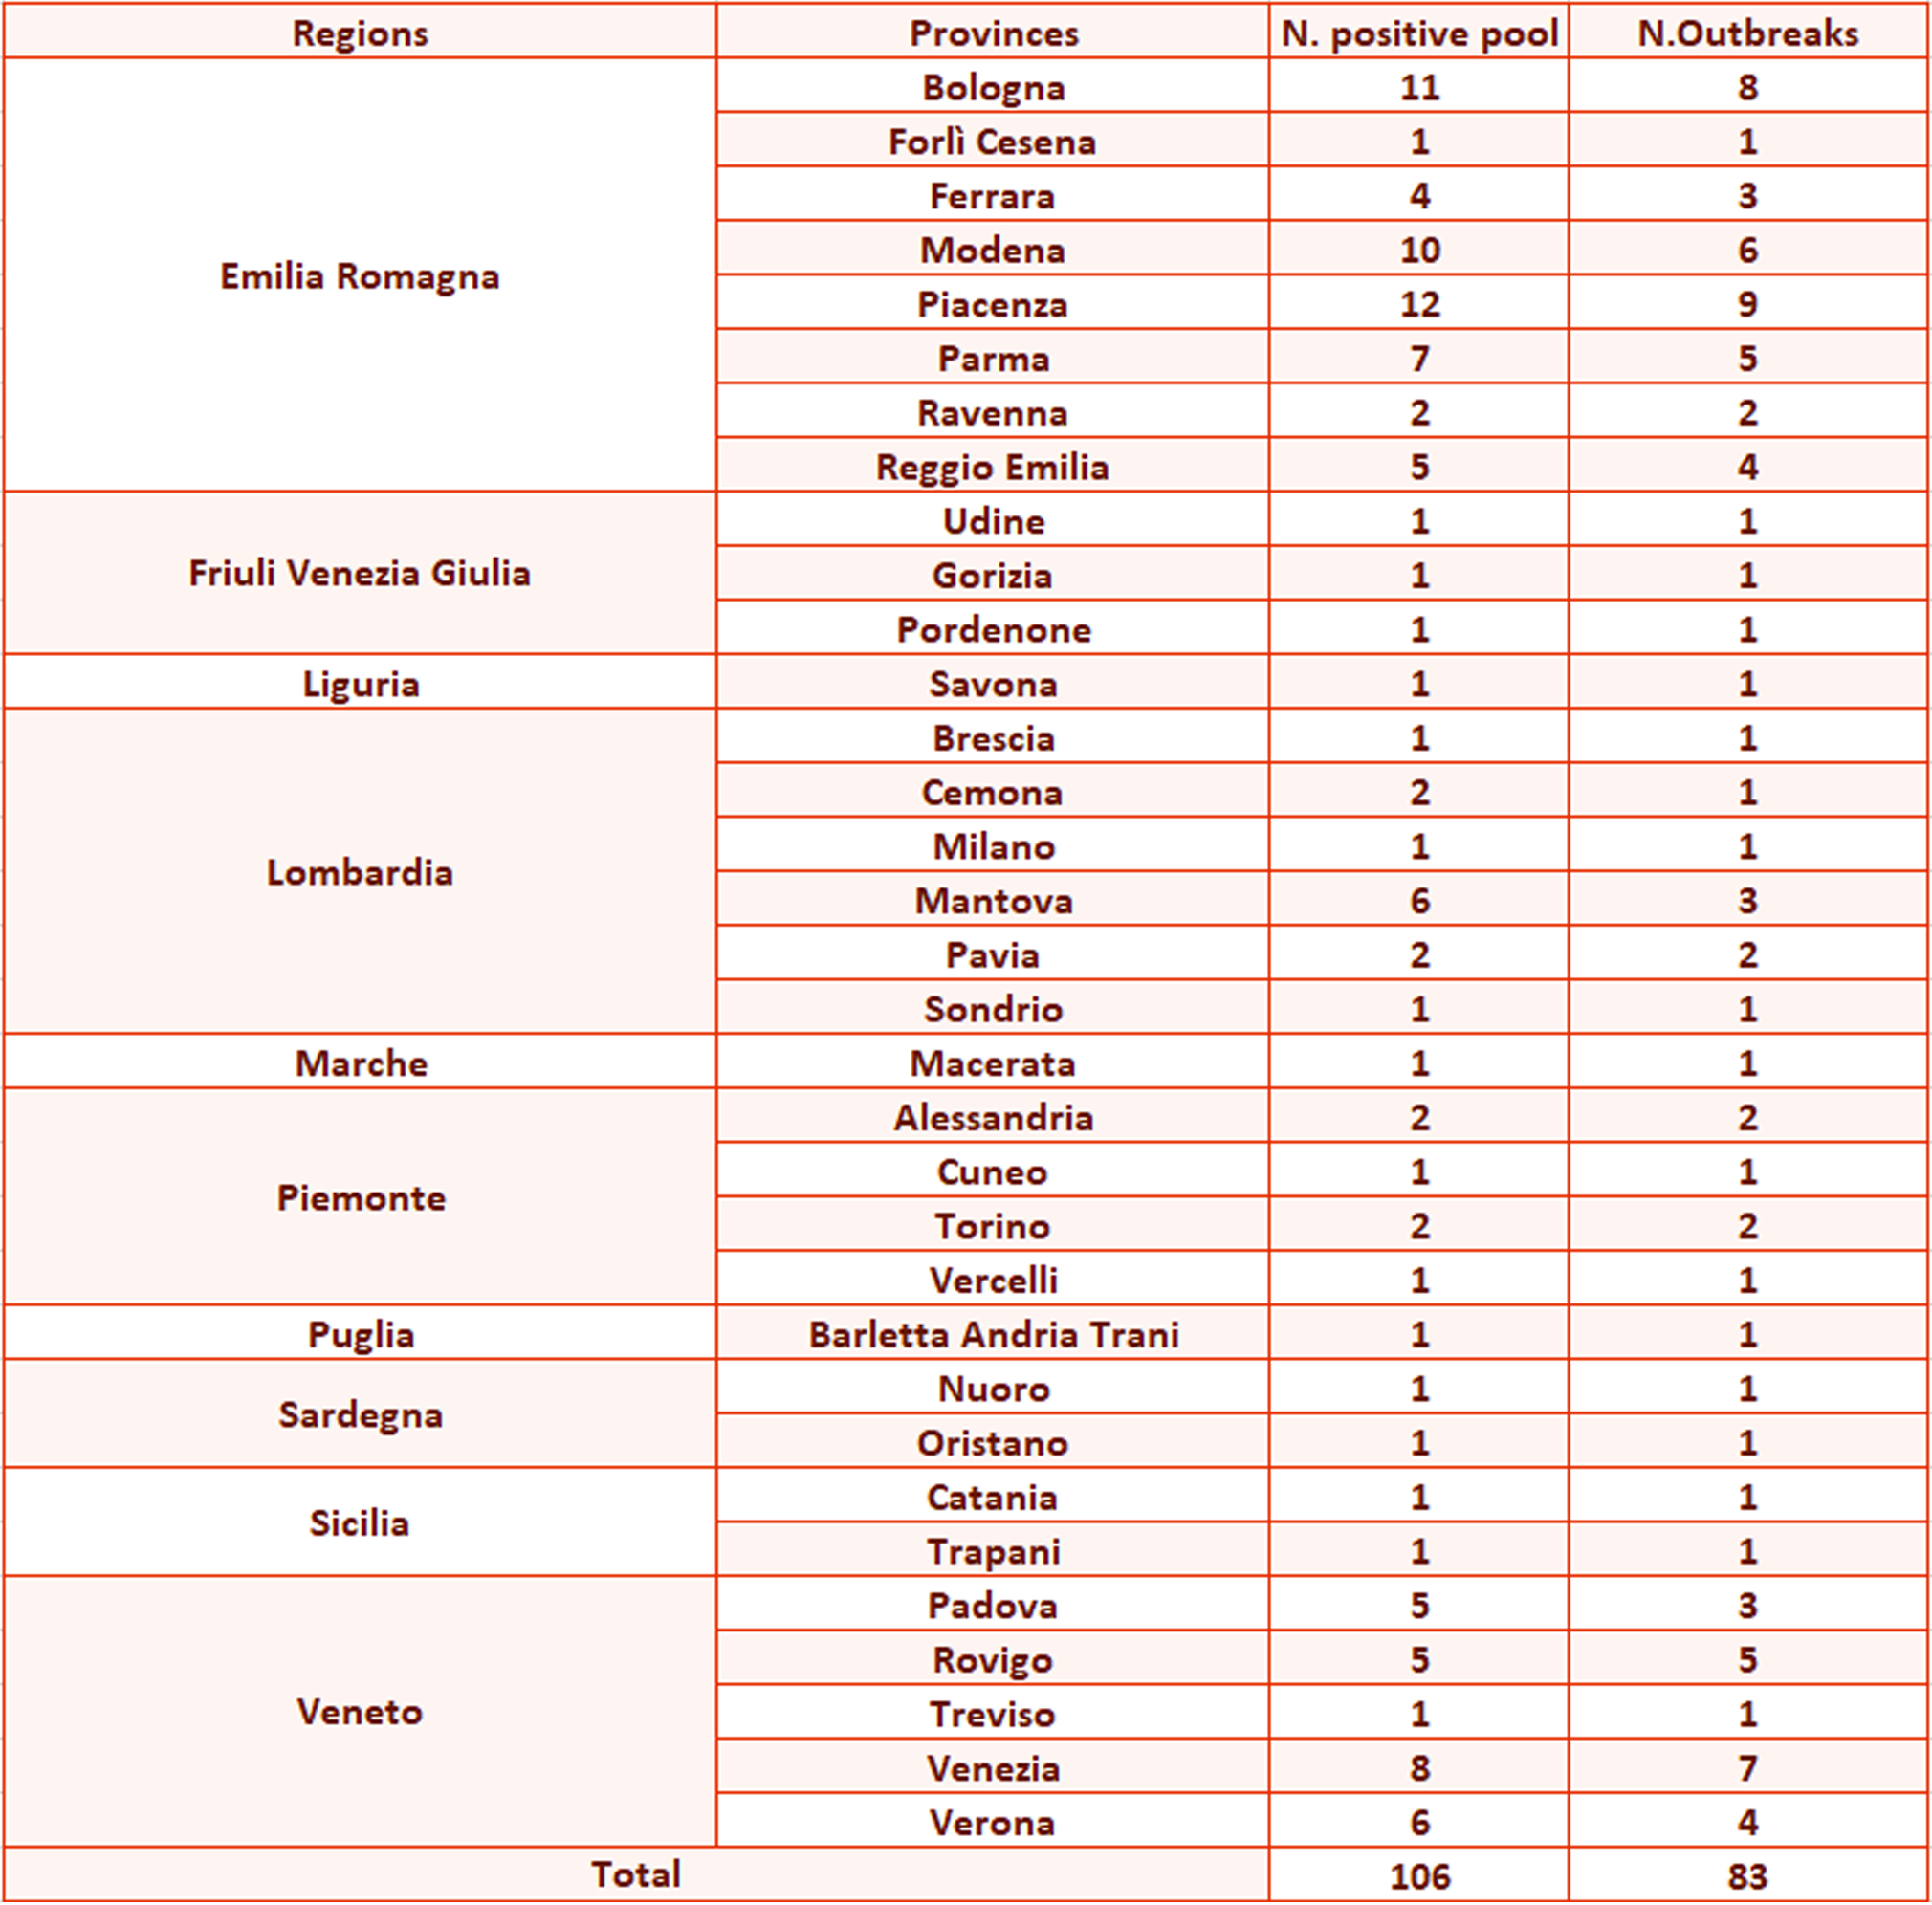 Regions Provinces N. positive pool N.Outbreaks
Emilia Romagna Bologna 11 8
Forlì Cesena 1 1
Ferrara 4 3
Modena 10 6
Piacenza 12 9
Parma 7 5
Ravenna 2 2
Reggio Emilia 5 4
Friuli Venezia Giulia Udine 1 1
Gorizia 1 1
Pordenone 1 1
Liguria Savona 1 1
Lombardia Brescia 1 1
Cemona 2 1
Milano 1 1
Mantova 6 3
Pavia 2 2
Sondrio 1 1
Marche Macerata 1 1
Piemonte Alessandria 2 2
Cuneo 1 1
Torino 2 2
Vercelli 1 1
Puglia Barletta Andria Trani 1 1
Sardegna Nuoro 1 1
Oristano 1 1
Sicilia Catania 1 1
Trapani 1 1
Veneto Padova 5 3
Rovigo 5 5
Treviso 1 1
Venezia 8 7
Verona 6 4
Total 106 83